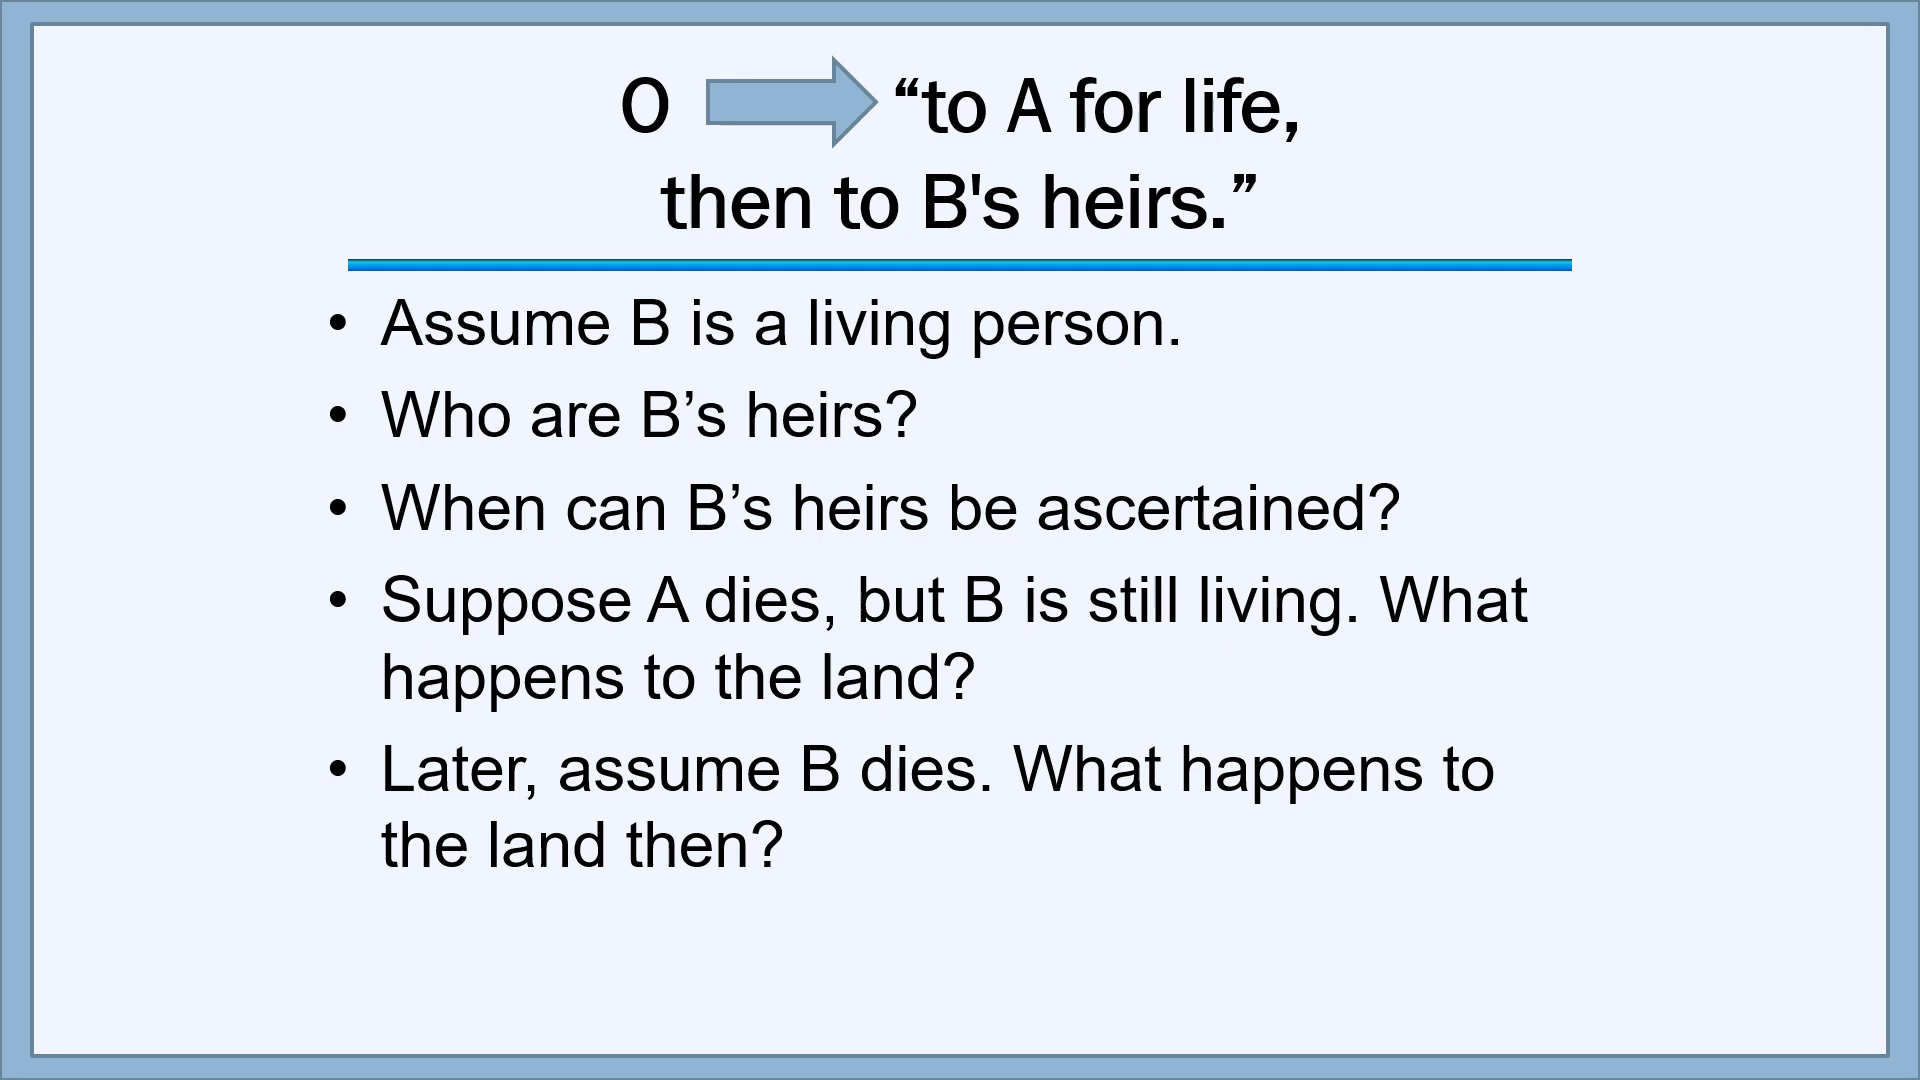 O “to A for life,
then to B's heirs.”
• Assume B is a living person.
• Who are B’s heirs?
• When can B’s heirs be ascertained?
• Suppose A dies, but B is still living. What
happens to the land?
• Later, assume B dies. What happens to
the land then?